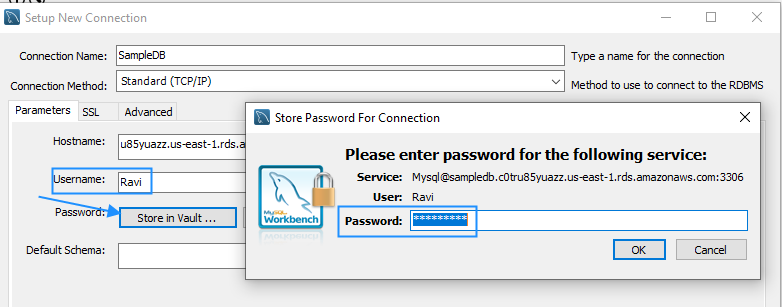 Setup New Connection
Connection Name: SampleDB Type a name for the connection
Connection Method: Standard (TCP/IP) Method to use to connect to the RDBMS
Parameters SSL Advanced
Hostname: u85yuazz.us-east-1.rds.ama
Username: Ravi
Password: Store in Vault ...
Default Schema:
Store Password For Connection
Please enter password for the following service:
Service: Mysql@sampledb.c0tru85yuazz.us-east-1.rds.amazonaws.com:3306
User: Ravi
Password: *********
MySQL
Workbench
OK Cancel